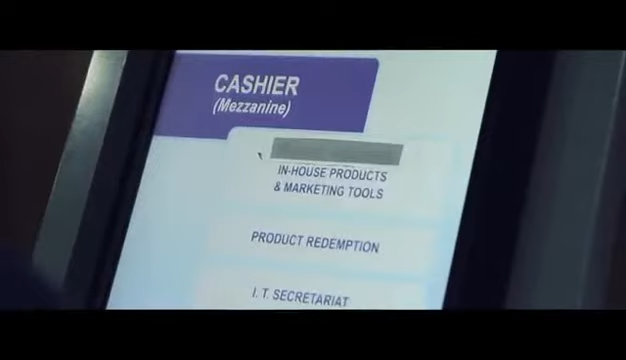 CASHIER
(Mezzanine)
IN-HOUSE PRODUCTS
& MARKETING TOOLS
PRODUCT REDEMPTION
I. T. SECRETARIAT